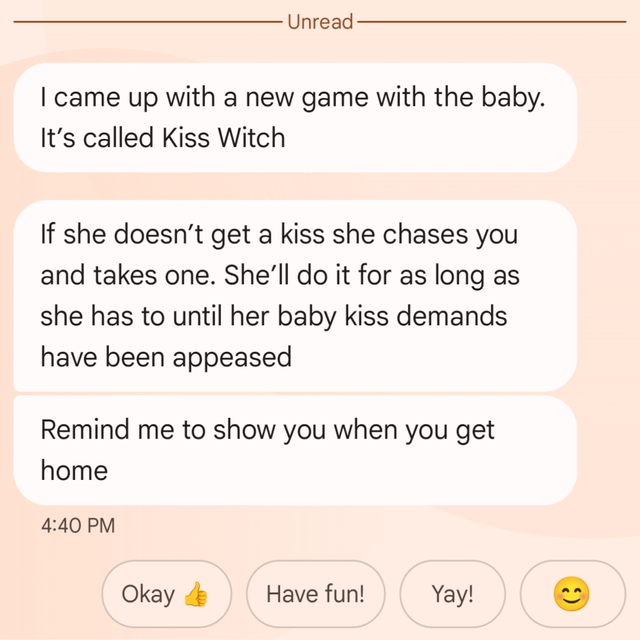 Unread
I came up with a new game with the baby.
It’s called Kiss Witch
If she doesn’t get a kiss she chases you
and takes one. She’ll do it for as long as
she has to until her baby kiss demands
have been appeased
Remind me to show you when you get
home
4:40 PM
Okay 👍 Have fun! Yay! 😊